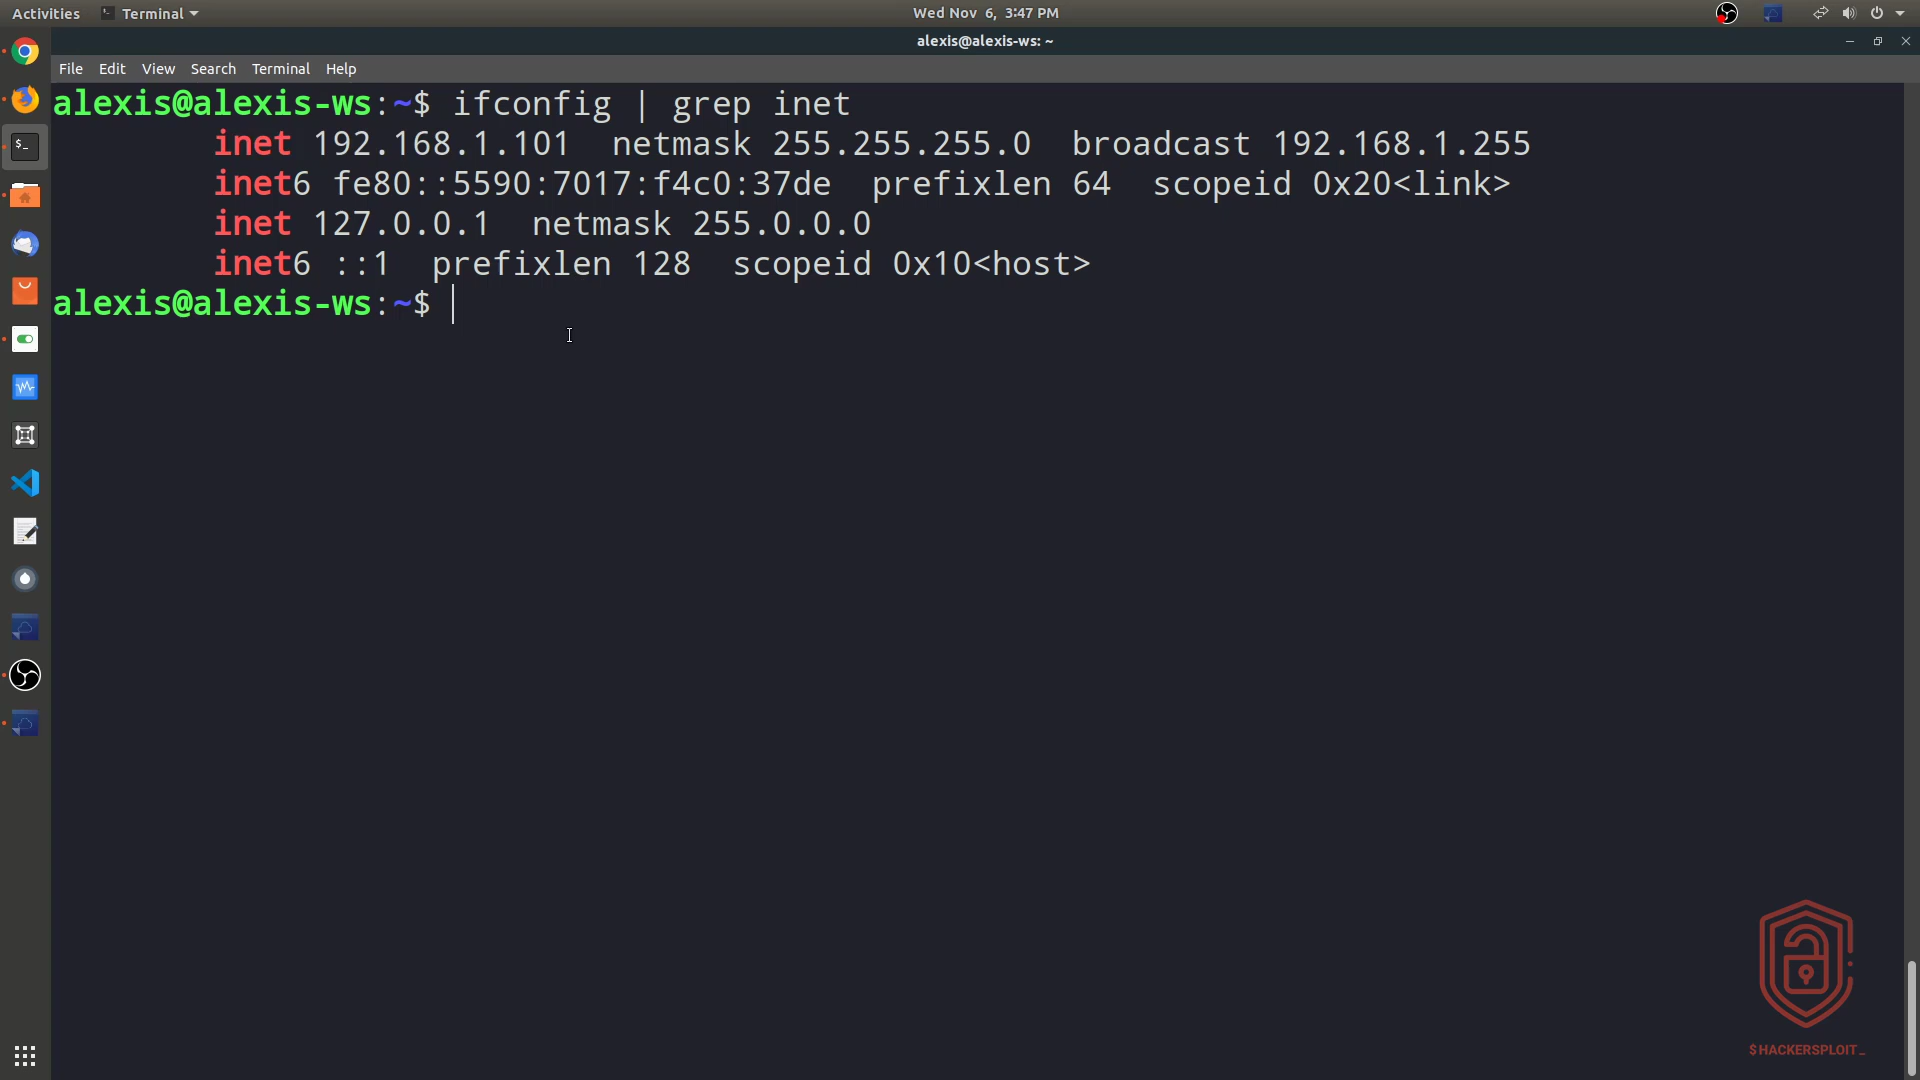 Activities Terminal Wed Nov 6, 3:47 PM
alexis@alexis-ws: ~
File Edit View Search Terminal Help
alexis@alexis-ws:~$ ifconfig | grep inet
inet 192.168.1.101 netmask 255.255.255.0 broadcast 192.168.1.255
inet6 fe80::5590:7017:f4c0:37de prefixlen 64 scopeid 0x20<link>
inet 127.0.0.1 netmask 255.0.0.0
inet6 ::1 prefixlen 128 scopeid 0x10<host>
alexis@alexis-ws:~$
$HACKERSPLOIT_